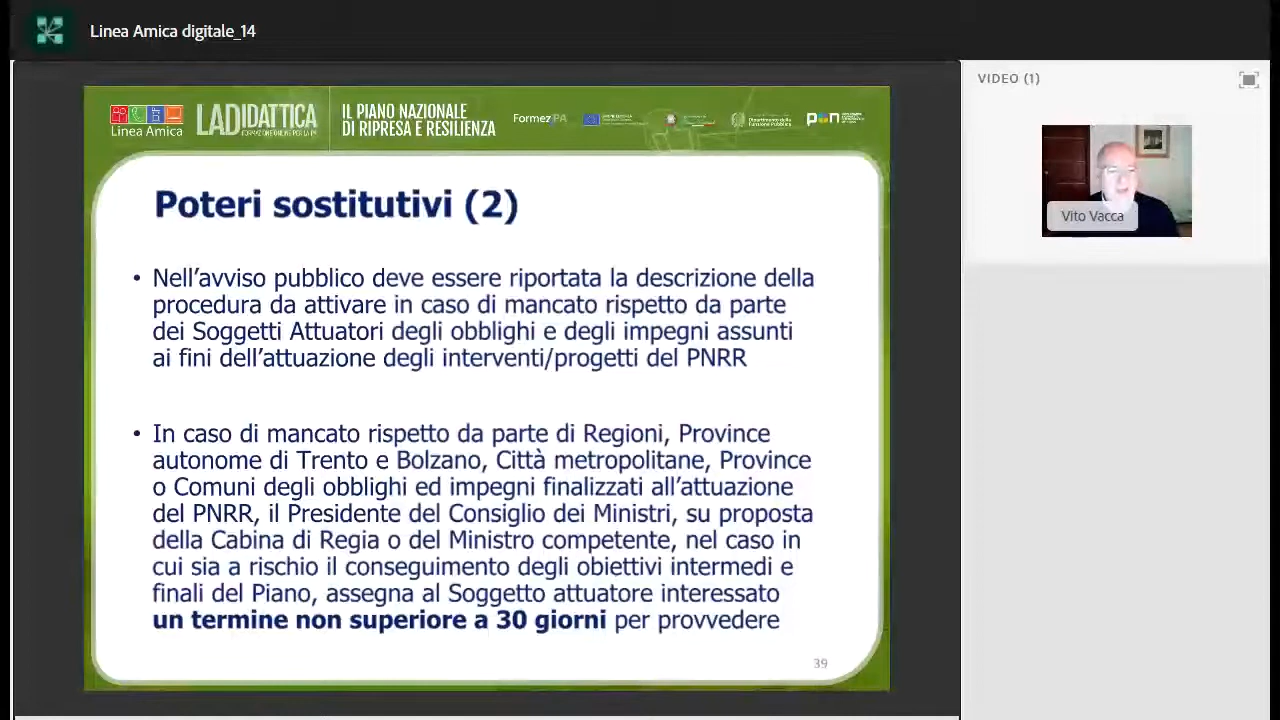 Linea Amica digitale_14
VIDEO (1)
Linea Amica
LADIDATTICA
IL PIANO NAZIONALE
DI RIPRESA E RESILIENZA
FormezPA
Dipartimento della
Funzione Pubblica
pon
Vito Vacca
Poteri sostitutivi (2)
• Nell'avviso pubblico deve essere riportata la descrizione della
procedura da attivare in caso di mancato rispetto da parte
dei Soggetti Attuatori degli obblighi e degli impegni assunti
ai fini dell'attuazione degli interventi/progetti del PNRR
• In caso di mancato rispetto da parte di Regioni, Province
autonome di Trento e Bolzano, Città metropolitane, Province
o Comuni degli obblighi ed impegni finalizzati all'attuazione
del PNRR, il Presidente del Consiglio dei Ministri, su proposta
della Cabina di Regia o del Ministro competente, nel caso in
cui sia a rischio il conseguimento degli obiettivi intermedi e
finali del Piano, assegna al Soggetto attuatore interessato
un termine non superiore a 30 giorni per provvedere
39